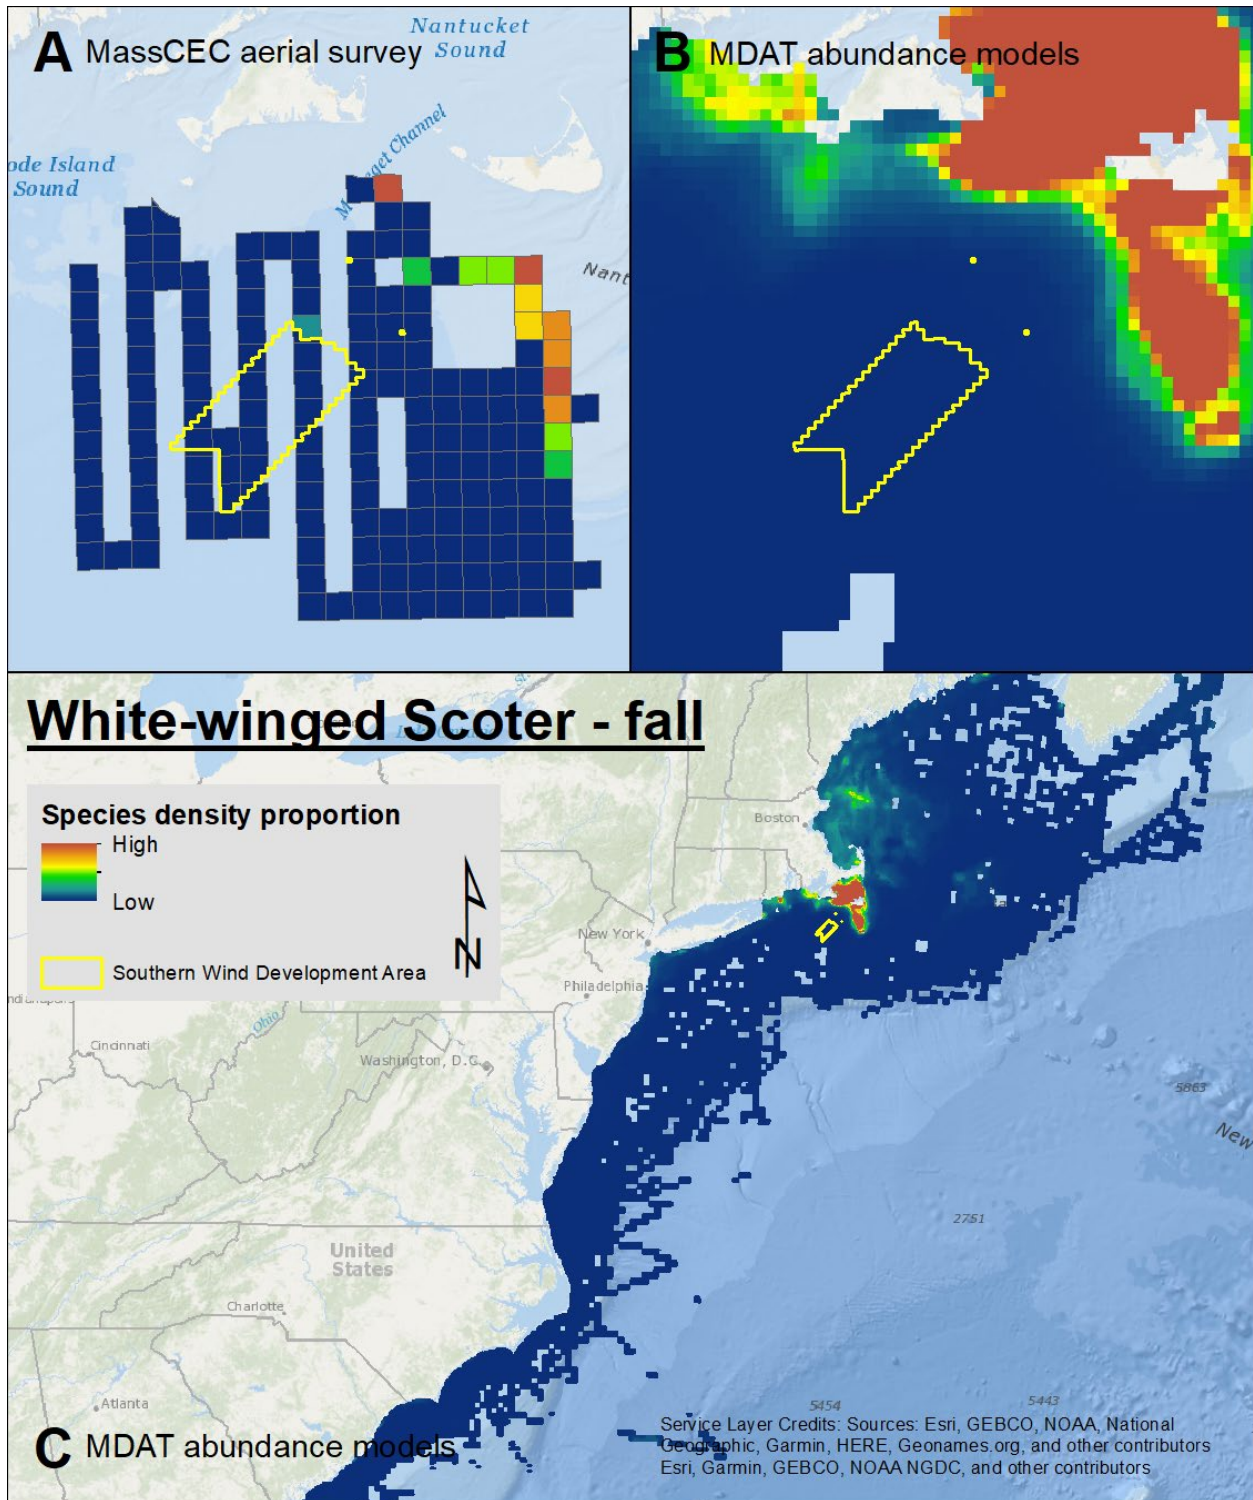 Nantucket
Sound
A MassCEC aerial survey
ode Island
Sound
get Channel
Nant
B MDAT abundance models
White-winged Scoter - fall
Species density proportion
High
Low
N
Southern Wind Development Area
Boston
New York
Philadelphia
Ohio
Cincinnati
Washington, D.C.
5863
New
2751
United
States
Charlotte
Atlanta
5454
5443
C MDAT abundance models
Service Layer Credits: Sources: Esri, GEBCO, NOAA, National
Geographic, Garmin, HERE, Geonames.org, and other contributors
Esri, Garmin, GEBCO, NOAA NGDC, and other contributors